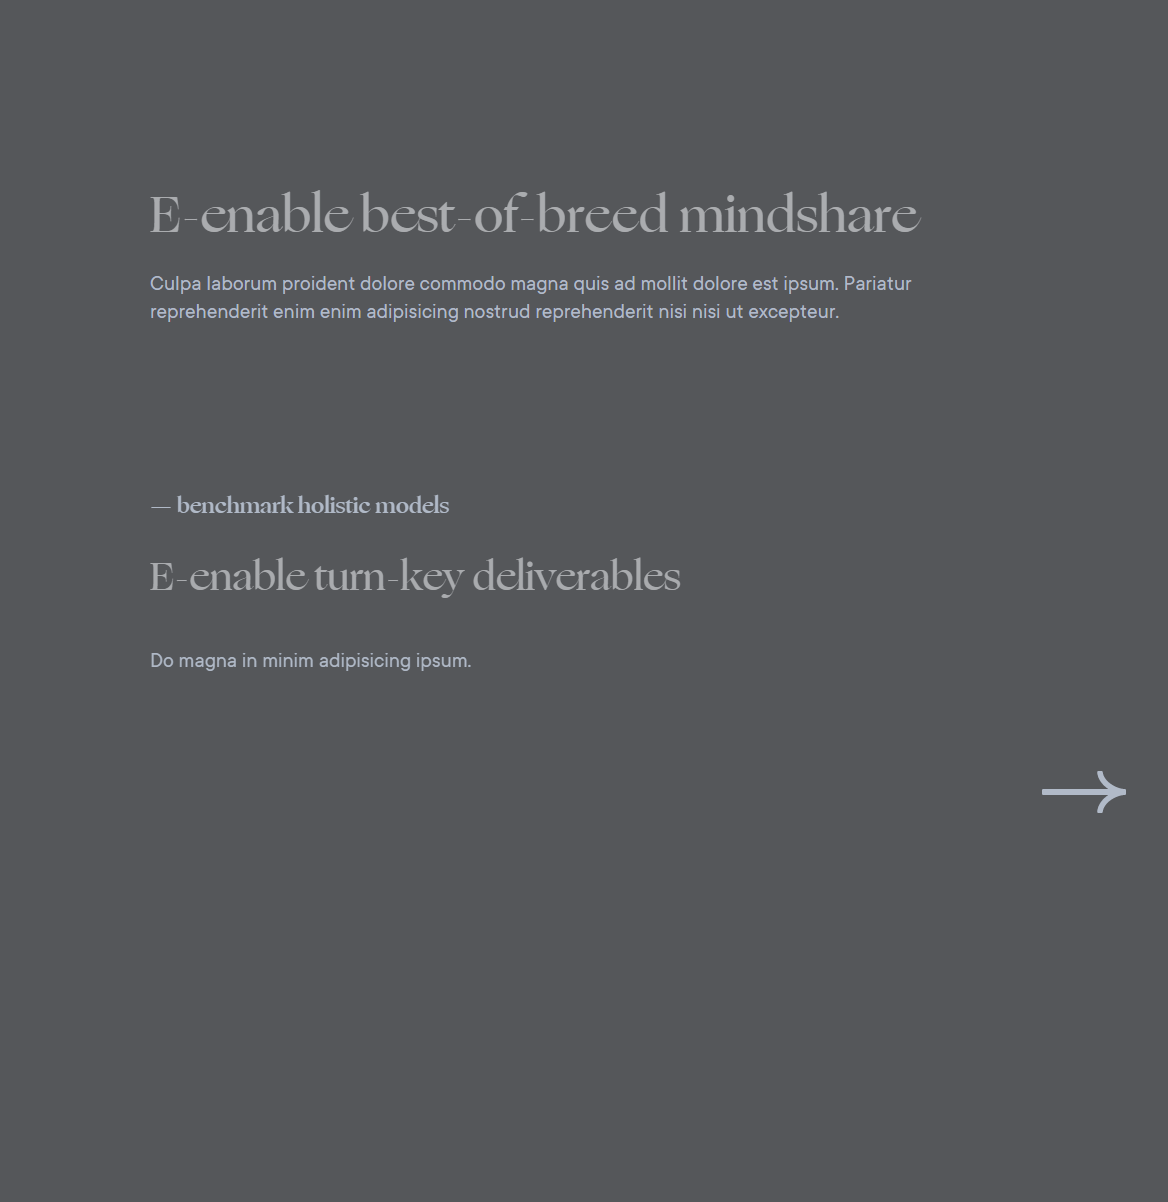 E-enable best-of-breed mindshare
Culpa laborum proident dolore commodo magna quis ad mollit dolore est ipsum. Pariatur
reprehenderit enim enim adipisicing nostrud reprehenderit nisi nisi ut excepteur.
— benchmark holistic models
E-enable turn-key deliverables
Do magna in minim adipisicing ipsum.